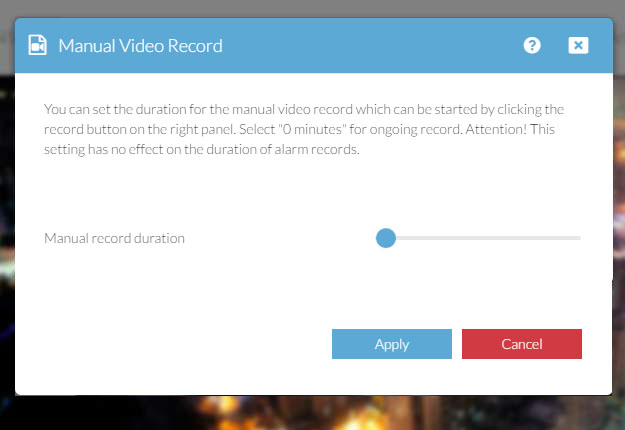 Manual Video Record
You can set the duration for the manual video record which can be started by clicking the
record button on the right panel. Select "0 minutes" for ongoing record. Attention! This
setting has no effect on the duration of alarm records.
Manual record duration
Apply Cancel